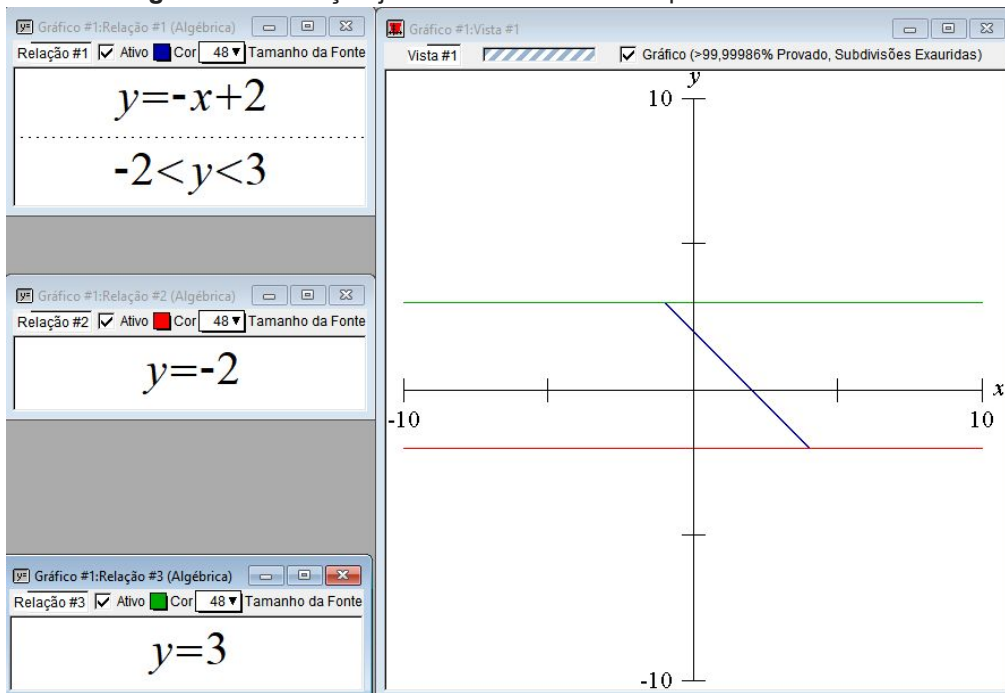 Gráfico #1:Relação #1 (Algébrica)
Relação #1 Ativo Cor 48 Tamanho da Fonte
y=-x+2
-2<y<3
Gráfico #1:Relação #2 (Algébrica)
Relação #2 Ativo Cor 48 Tamanho da Fonte
y=-2
Gráfico #1:Relação #3 (Algébrica)
Relação #3 Ativo Cor 48 Tamanho da Fonte
y=3
Gráfico #1:Vista #1
Vista #1 Gráfico (>99,99986% Provado, Subdivisões Exauridas)
y
10
x
-10
10
-10